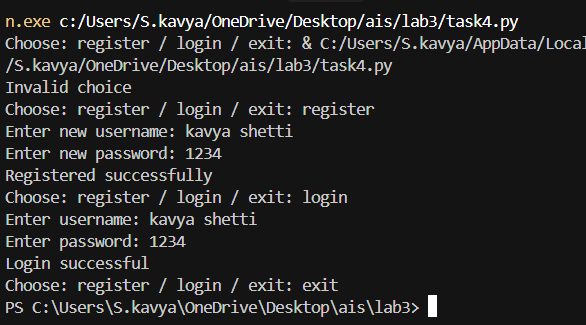 n.exe c:/Users/S.kavya/OneDrive/Desktop/ais/lab3/task4.py
Choose: register / login / exit: & C:/Users/S.kavya/AppData/Local
/S.kavya/OneDrive/Desktop/ais/lab3/task4.py
Invalid choice
Choose: register / login / exit: register
Enter new username: kavya shetti
Enter new password: 1234
Registered successfully
Choose: register / login / exit: login
Enter username: kavya shetti
Enter password: 1234
Login successful
Choose: register / login / exit: exit
PS C:\Users\S.kavya\OneDrive\Desktop\ais\lab3>